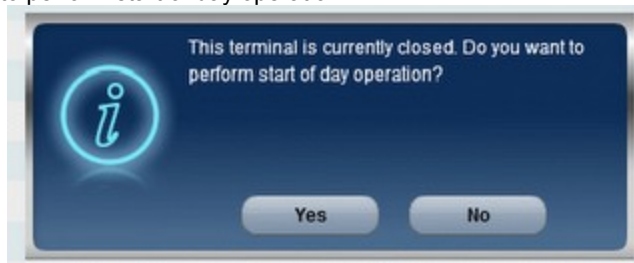 This terminal is currently closed. Do you want to
perform start of day operation?
Yes
No